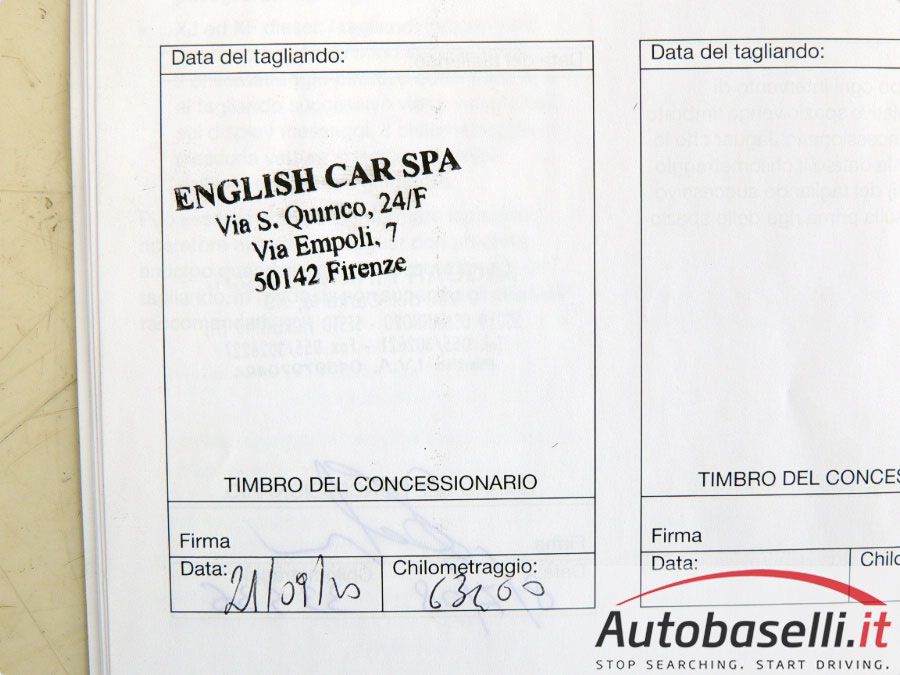 Data del tagliando:
ENGLISH CAR SPA
Via S. Quirico, 24/F
Via Empoli, 7
50142 Firenze
TIMBRO DEL CONCESSIONARIO
Firma
Data: 21/09/10
Chilometraggio: 63200
Data del tagliando:
TIMBRO DEL CONCES
Firma
Data:
Chilo
Autobaselli.it
STOP SEARCHING. START DRIVING.